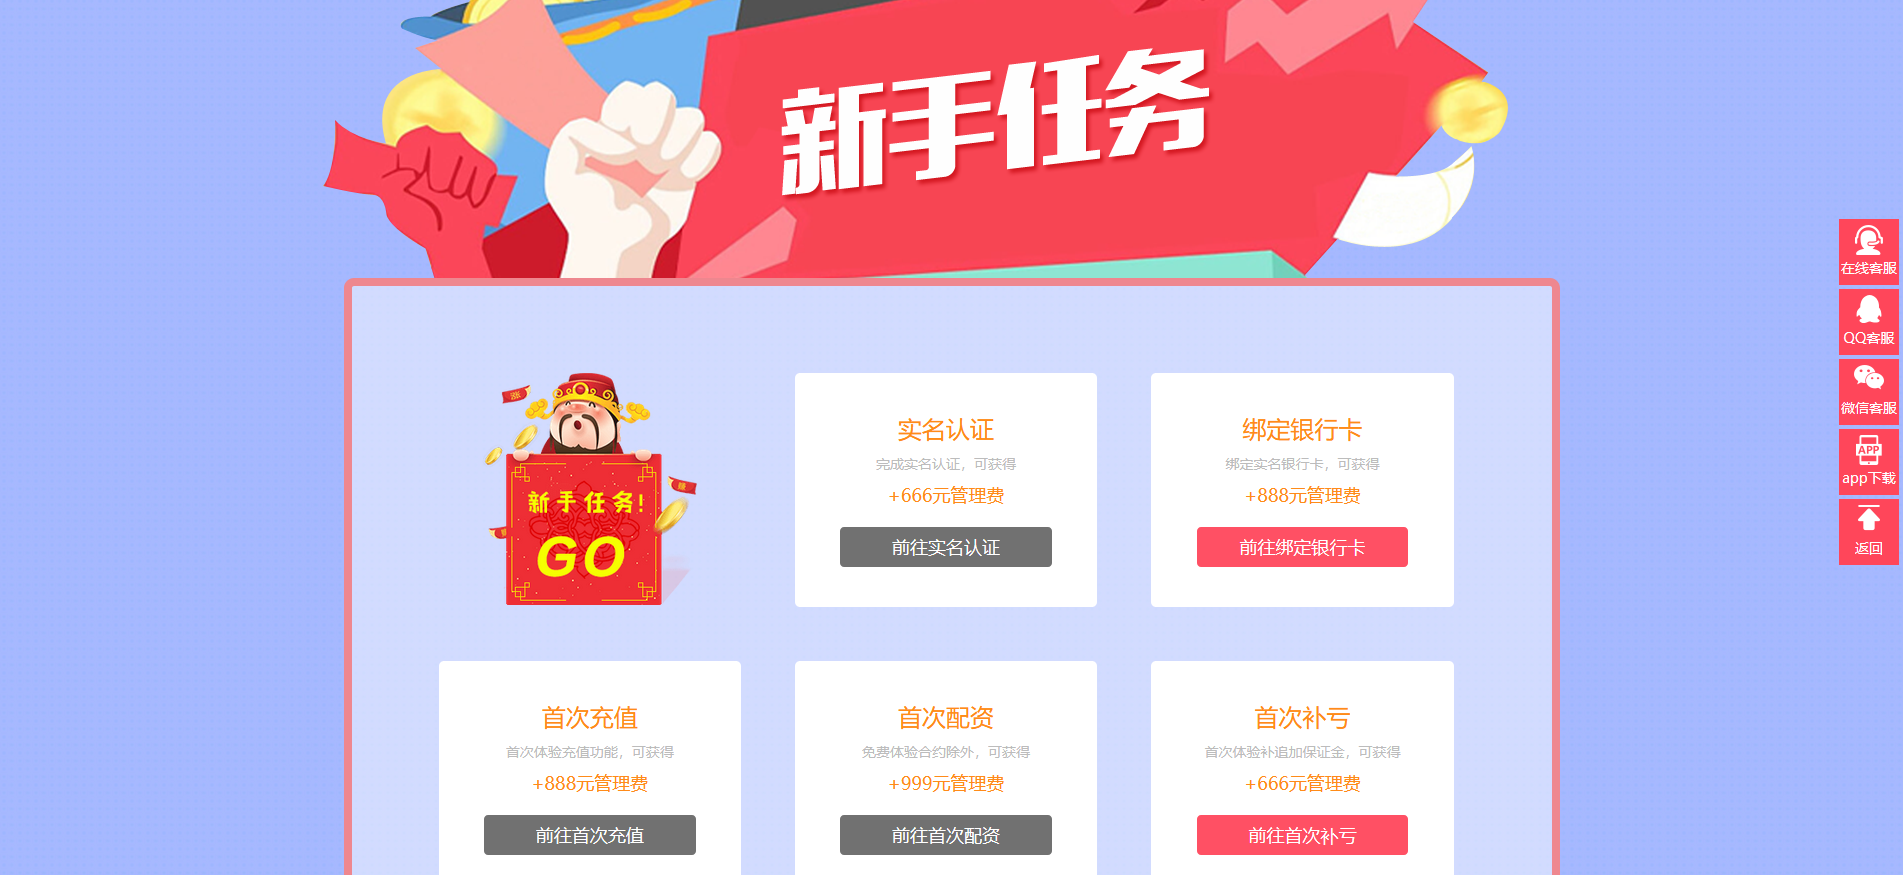 新手任务
新手任务!
GO
涨
实名认证
完成实名认证，可获得
+666元管理费
前往实名认证
绑定银行卡
绑定实名银行卡，可获得
+888元管理费
前往绑定银行卡
首次充值
首次体验充值功能，可获得
+888元管理费
前往首次充值
首次配资
免费体验合约除外，可获得
+999元管理费
前往首次配资
首次补亏
首次体验补追加保证金，可获得
+666元管理费
前往首次补亏
在线客服
QQ客服
微信客服
APP
app下载
返回